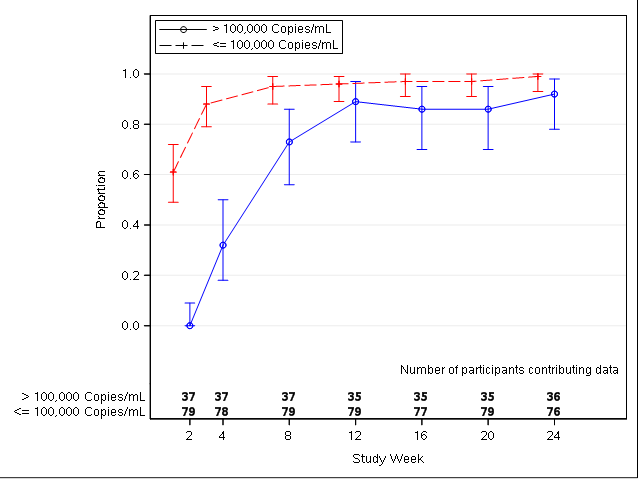 > 100,000 Copies/mL
<= 100,000 Copies/mL
1.0
0.8
0.6
0.4
0.2
0.0
Proportion
Number of participants contributing data
> 100,000 Copies/mL 37 37 37 35 35 35 36
<= 100,000 Copies/mL 79 78 79 79 77 79 76
2 4 8 12 16 20 24
Study Week